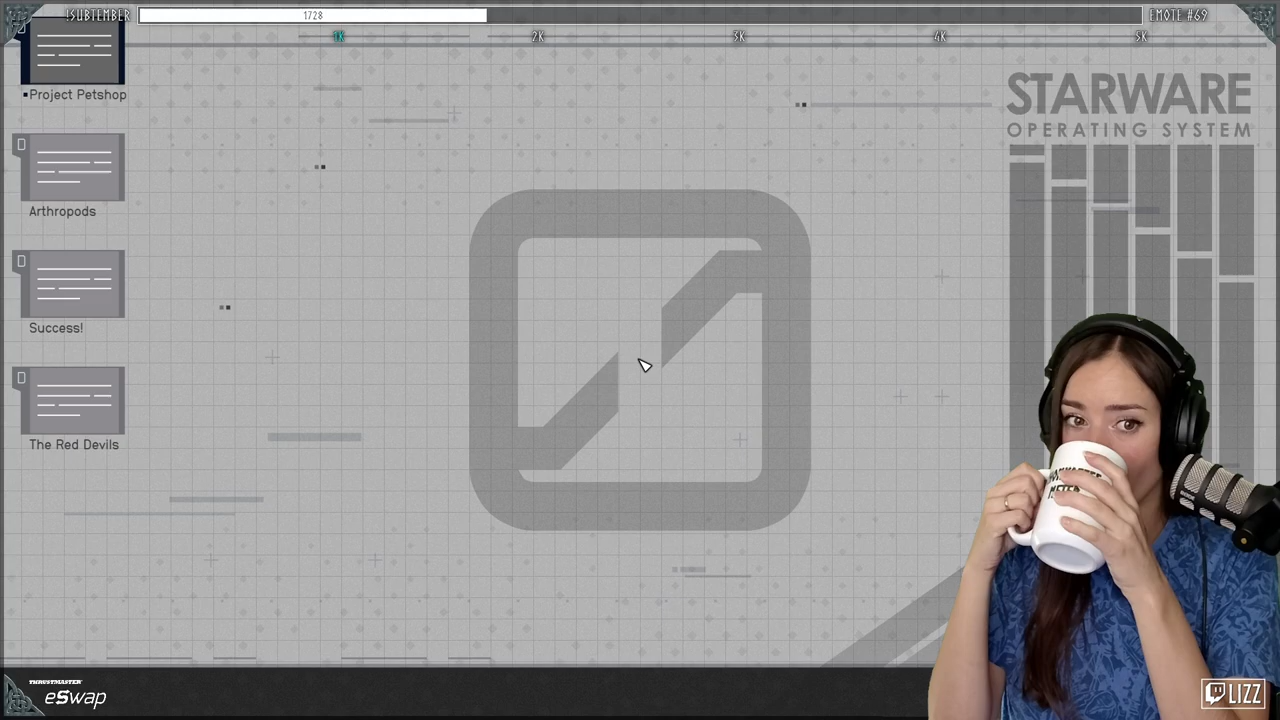 !SUBTEMBER
1728
EMOTE #69
1K
2K
3K
4K
5K
Project Petshop
Arthropods
Success!
The Red Devils
STARWARE
OPERATING SYSTEM
THRUSTMASTER
eSwap
LIZZ